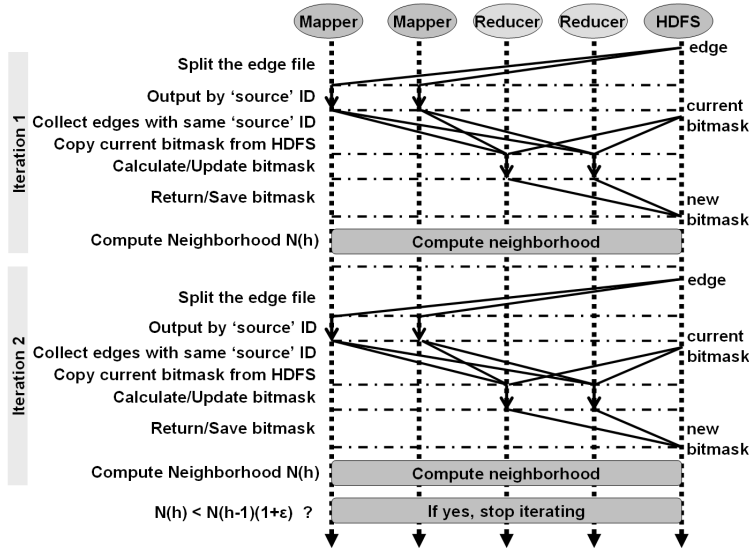 Mapper Mapper Reducer Reducer HDFS
edge
Iteration 1
Split the edge file
Output by ‘source’ ID
Collect edges with same ‘source’ ID
Copy current bitmask from HDFS
Calculate/Update bitmask
Return/Save bitmask
current
bitmask
new
bitmask
Compute Neighborhood N(h)
Compute neighborhood
edge
Iteration 2
Split the edge file
Output by ‘source’ ID
Collect edges with same ‘source’ ID
Copy current bitmask from HDFS
Calculate/Update bitmask
Return/Save bitmask
current
bitmask
new
bitmask
Compute Neighborhood N(h)
Compute neighborhood
N(h) < N(h-1)(1+ε) ?
If yes, stop iterating